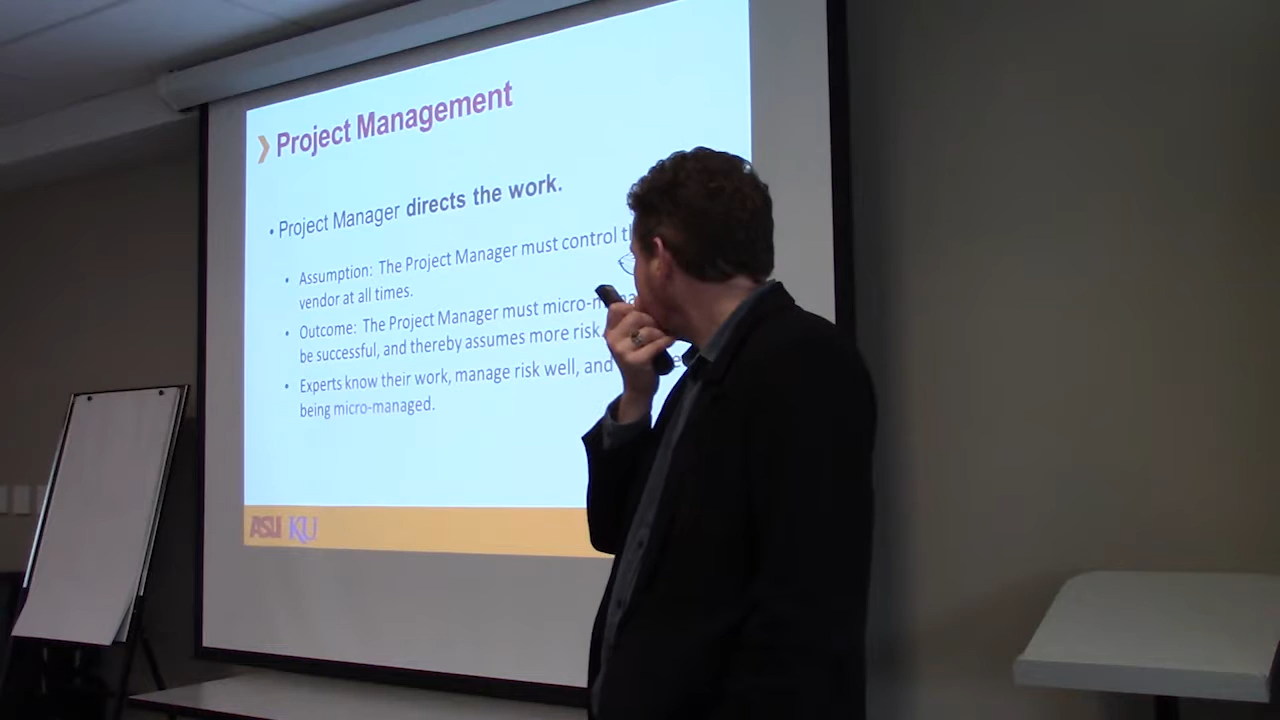 Project Management
• Project Manager directs the work.
• Assumption: The Project Manager must control
vendor at all times.
• Outcome: The Project Manager must
be successful, and thereby assumes more risk
• Experts know their work, manage risk well, and
being micro-managed.
ASU KU